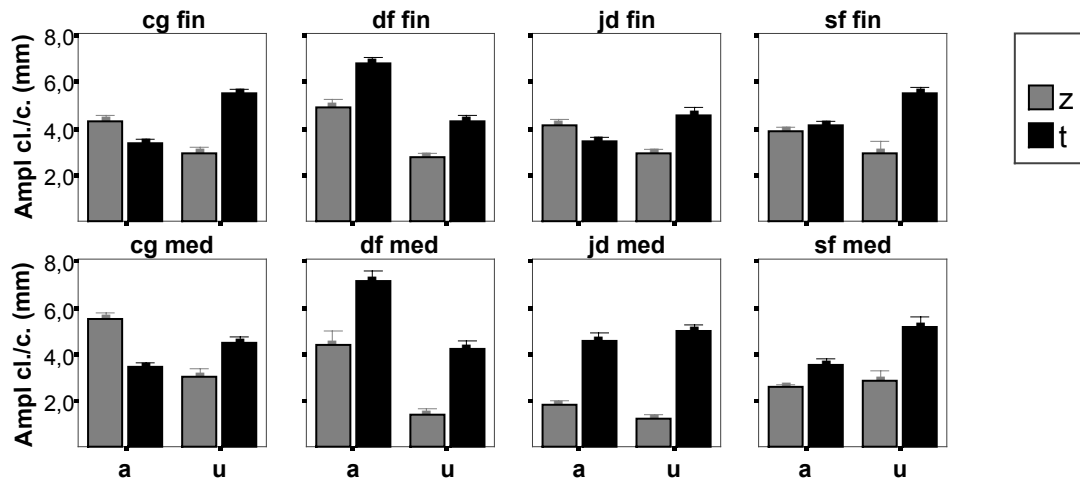 cg fin
df fin
jd fin
sf fin
Ampl cl./c. (mm)
8,0
6,0
4,0
2,0
z
t
cg med
df med
jd med
sf med
Ampl cl./c. (mm)
8,0
6,0
4,0
2,0
a u
a u
a u
a u